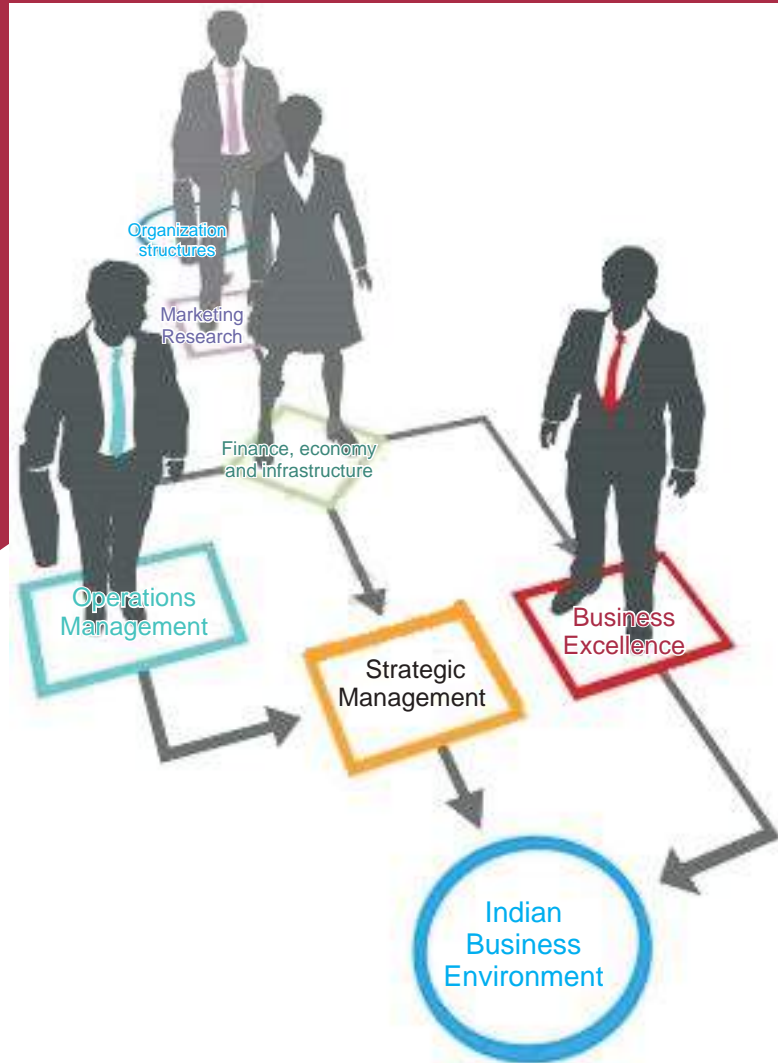 Organization
structures
Marketing
Research
Finance, economy
and infrastructure
Operations
Management
Business
Excellence
Strategic
Management
Indian
Business
Environment